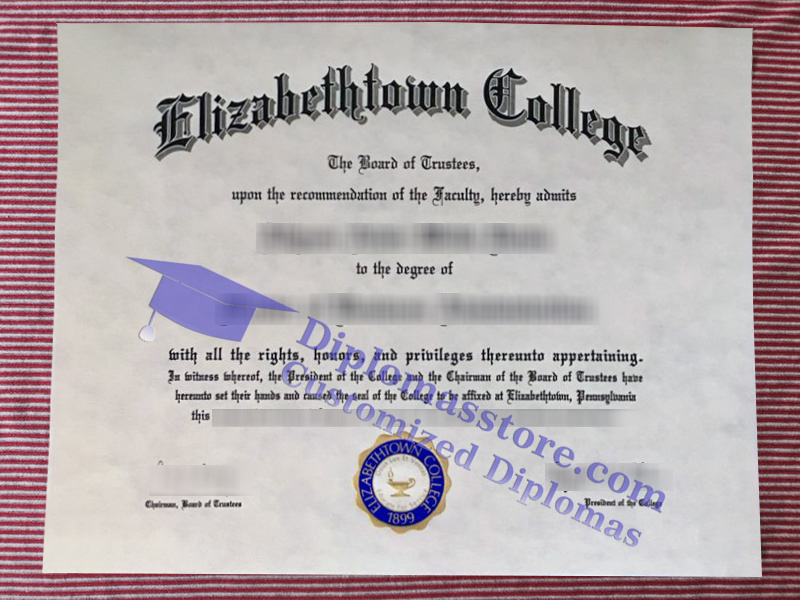 Elizabethtown College
The Board of Trustees,
upon the recommendation of the Faculty, hereby admits
to the degree of
with all the rights, honors, and privileges thereunto appertaining.
In witness whereof, the President of the College and the Chairman of the Board of Trustees have
hereunto set their hands and caused the seal of the College to be affixed at Elizabethtown, Pennsylvania
this
Diplomasstore.com
Customized Diplomas
ELIZABETHTOWN COLLEGE
1899
Chairman, Board of Trustees
President of the College